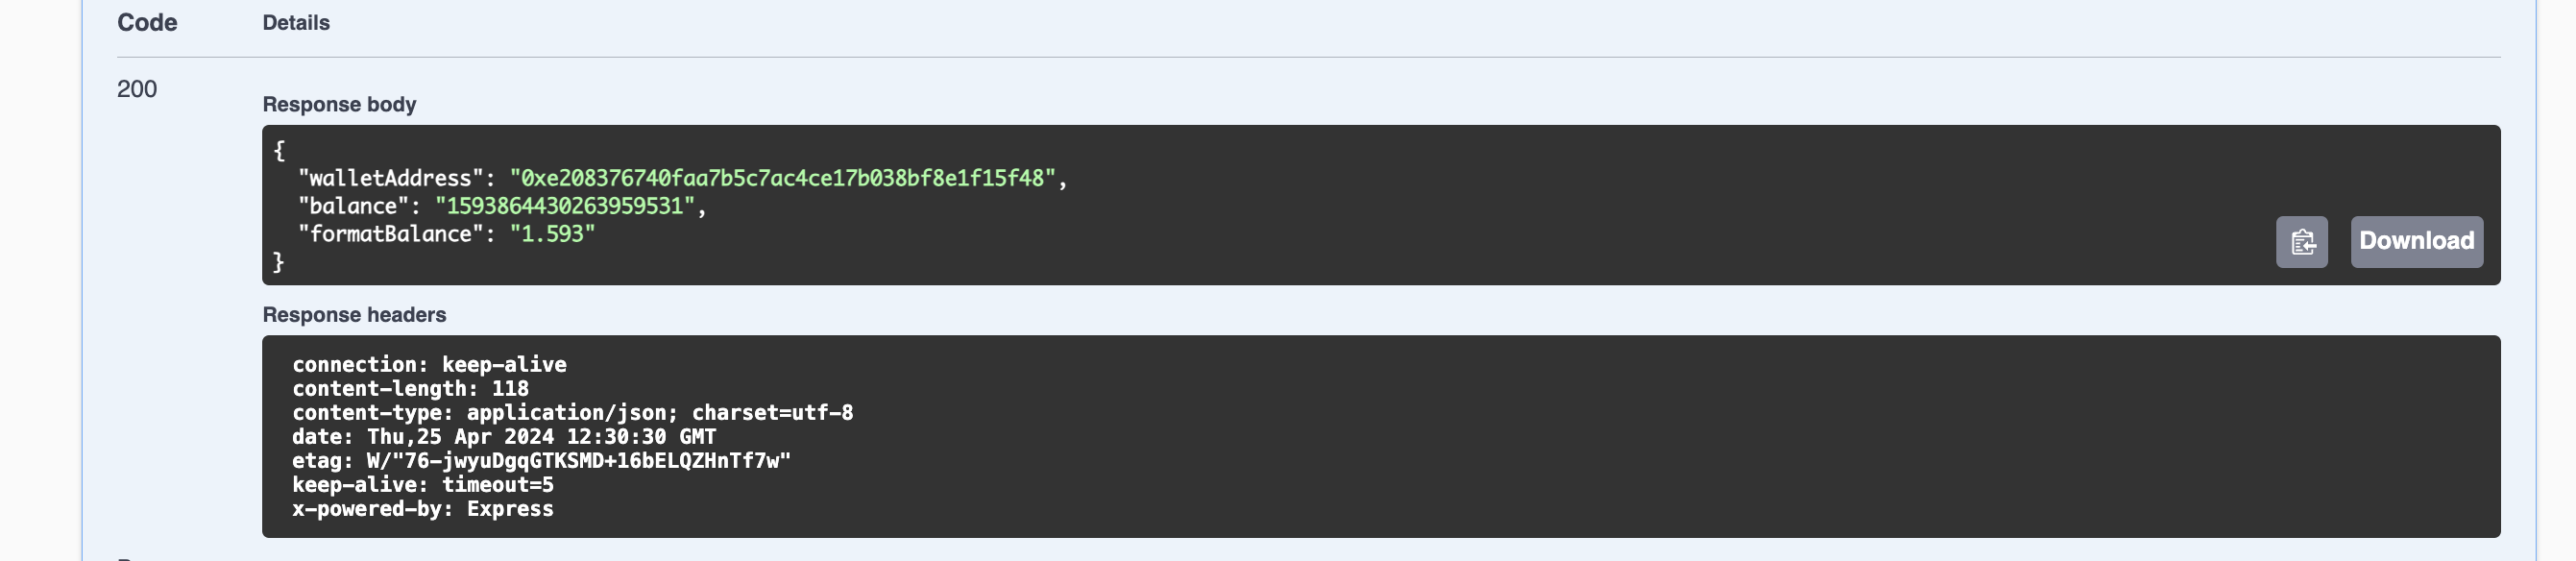 Code Details
200
Response body
{
"walletAddress": "0xe208376740faa7b5c7ac4ce17b038bf8e1f15f48",
"balance": "1593864430263959531",
"formatBalance": "1.593"
}
Download
Response headers
connection: keep-alive
content-length: 118
content-type: application/json; charset=utf-8
date: Thu,25 Apr 2024 12:30:30 GMT
etag: W/"76-jwyuDgqGTKSMD+16bELQZHnTf7w"
keep-alive: timeout=5
x-powered-by: Express